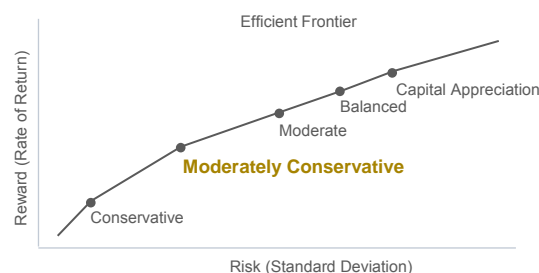 Efficient Frontier
Reward (Rate of Return)
Capital Appreciation
Balanced
Moderate
Moderately Conservative
Conservative
Risk (Standard Deviation)